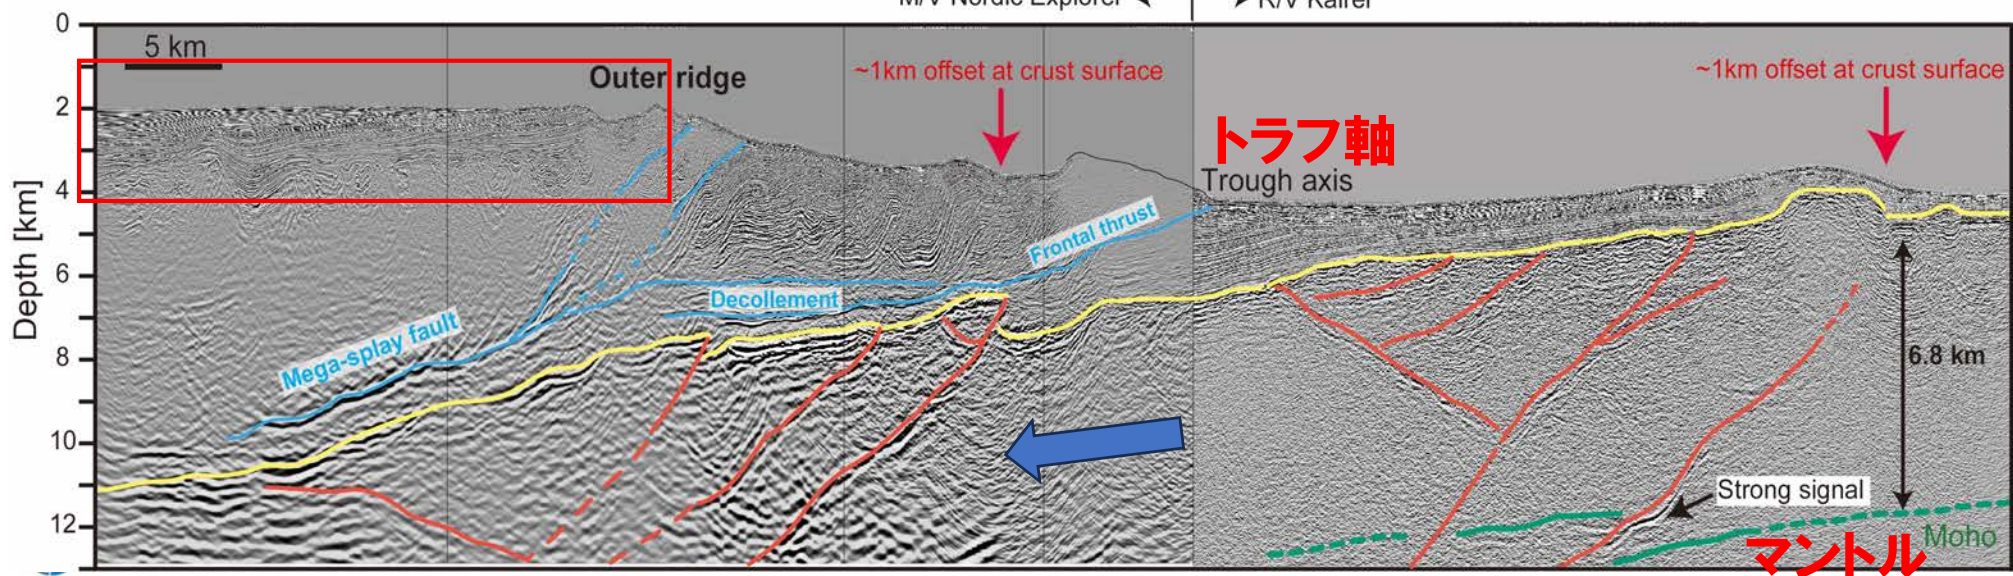 M/V Nordic Explorer
R/V Kairei
0
5 km
Outer ridge
~1km offset at crust surface
~1km offset at crust surface
2
トラフ軸
Trough axis
4
Depth [km]
Frontal thrust
6
Decollement
Mega-splay fault
8
6.8 km
10
Strong signal
12
Moho
マントル